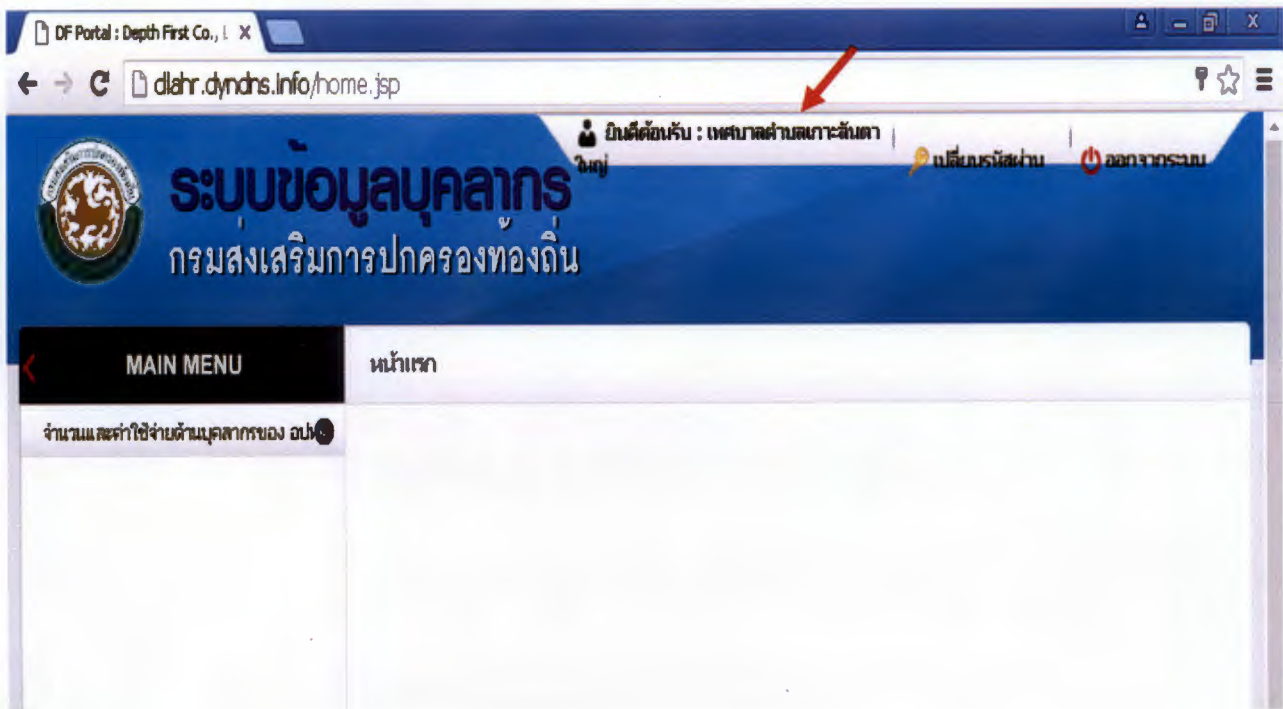 DF Portal : Depth First Co., L
dlahr.dyndns.info/home.jsp
ยินดีต้อนรับ : เทศบาลตำบลเกาะลันตา
ใหญ่
เปลี่ยนรหัสผ่าน
ออกจากระบบ
ระบบข้อมูลบุคลากร
กรมส่งเสริมการปกครองท้องถิ่น
MAIN MENU
หน้าแรก
จำนวนและค่าใช้จ่ายด้านบุคลากรของ อปท